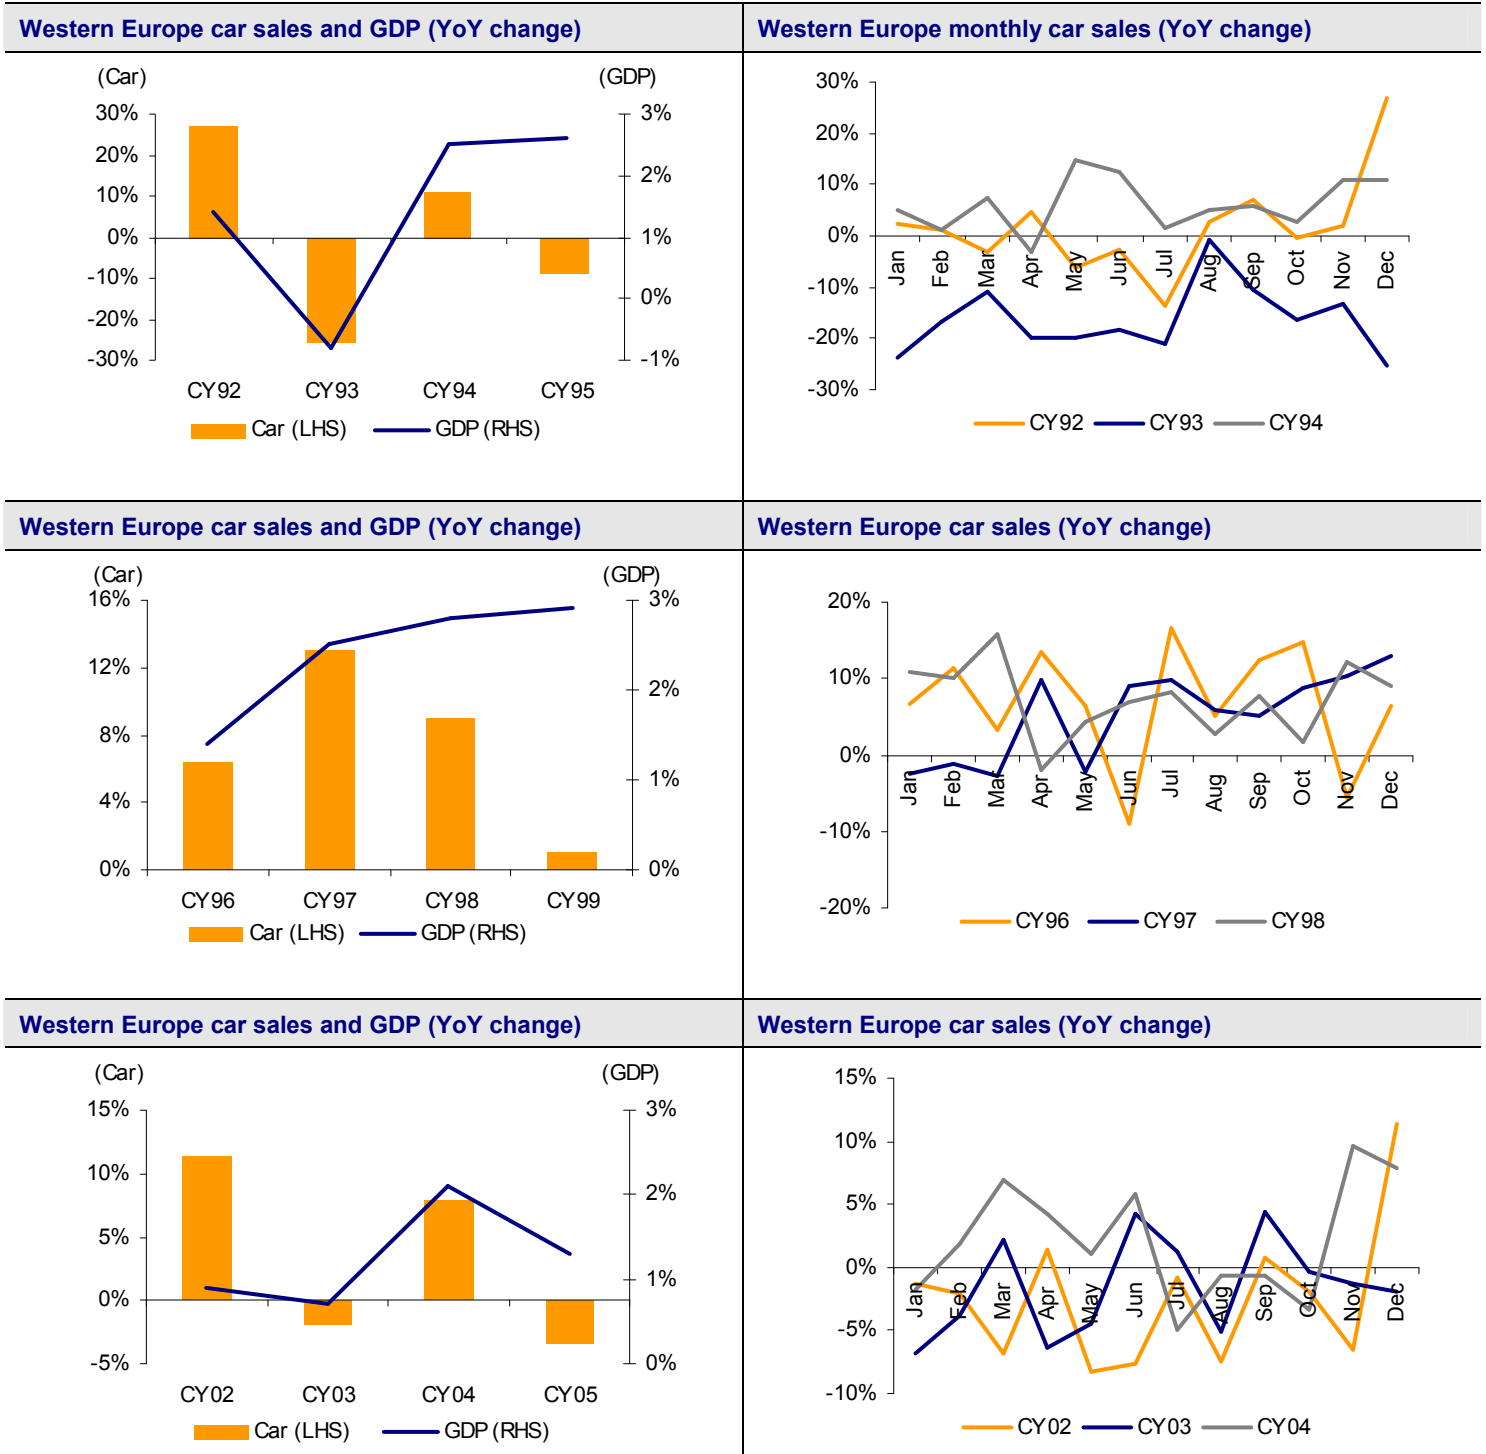 Western Europe car sales and GDP (YoY change)
(Car) (GDP)
30% 3%
20%
2%
10%
0% 1%
-10%
0%
-20%
-30% -1%
CY92 CY93 CY94 CY95
Car (LHS) GDP (RHS)
Western Europe monthly car sales (YoY change)
30%
20%
10%
0%
-10%
-20%
-30%
Jan Feb Mar Apr May Jun Jul Aug Sep Oct Nov Dec
CY92 CY93 CY94
Western Europe car sales and GDP (YoY change)
(Car) (GDP)
16% 3%
12%
2%
8%
1%
4%
0% 0%
CY96 CY97 CY98 CY99
Car (LHS) GDP (RHS)
Western Europe car sales (YoY change)
20%
10%
0%
-10%
-20%
Jan Feb Mar Apr May Jun Jul Aug Sep Oct Nov Dec
CY96 CY97 CY98
Western Europe car sales and GDP (YoY change)
(Car) (GDP)
15% 3%
10%
2%
5%
1%
0%
-5% 0%
CY02 CY03 CY04 CY05
Car (LHS) GDP (RHS)
Western Europe car sales (YoY change)
15%
10%
5%
0%
-5%
-10%
Jan Feb Mar Apr May Jun Jul Aug Sep Oct Nov Dec
CY02 CY03 CY04